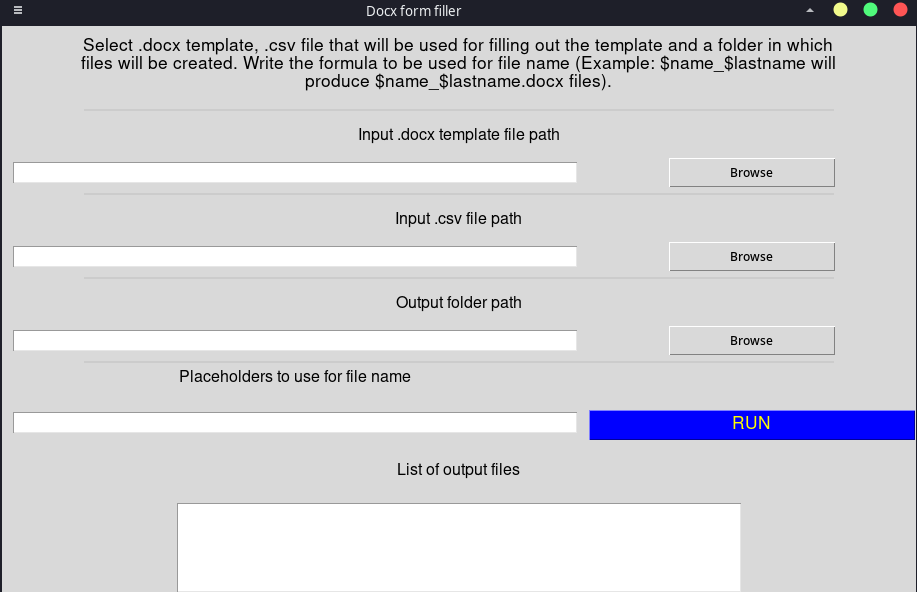 Docx form filler
Select .docx template, .csv file that will be used for filling out the template and a folder in which
files will be created. Write the formula to be used for file name (Example: $name_$lastname will
produce $name_$lastname.docx files).
Input .docx template file path
Browse
Input .csv file path
Browse
Output folder path
Browse
Placeholders to use for file name
RUN
List of output files